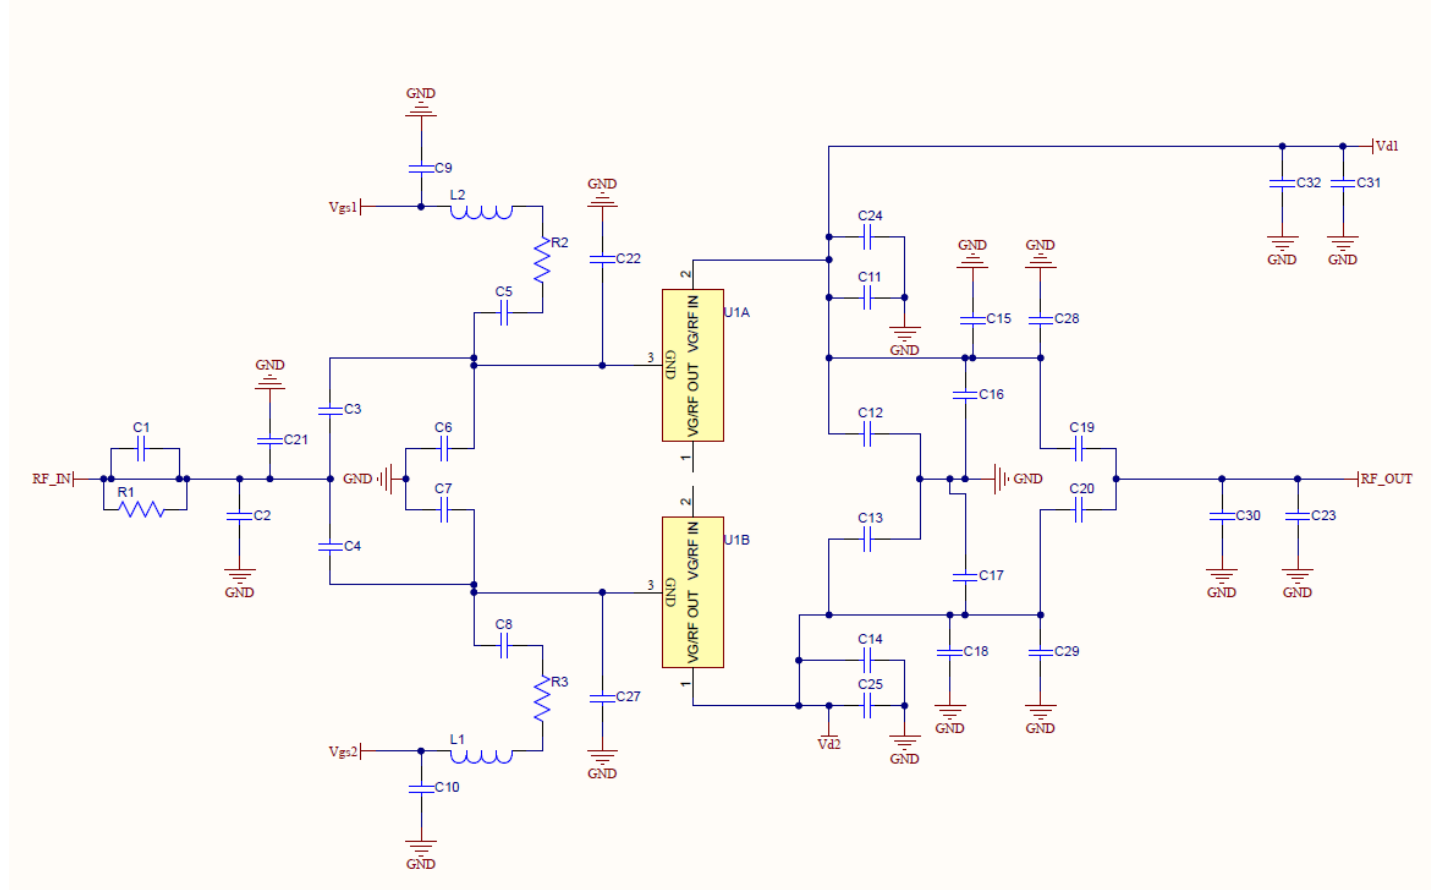 GND
C9
Vgs1
L2
R2
C5
GND
C22
2
VG/RF IN
VG/RF OUT
GND
3
1
U1A
Vd1
C32
C31
GND
GND
C24
C11
GND
GND
GND
C15
C28
C16
C12
GND
C21
C3
C1
RF_IN
R1
C2
GND
C4
C6
GND
C7
C19
GND
C20
RF_OUT
C30
C23
GND
GND
2
VG/RF IN
VG/RF OUT
GND
3
1
U1B
C13
C17
C8
R3
C27
GND
Vgs2
L1
C10
GND
C14
C25
Vd2
GND
C18
GND
C29
GND